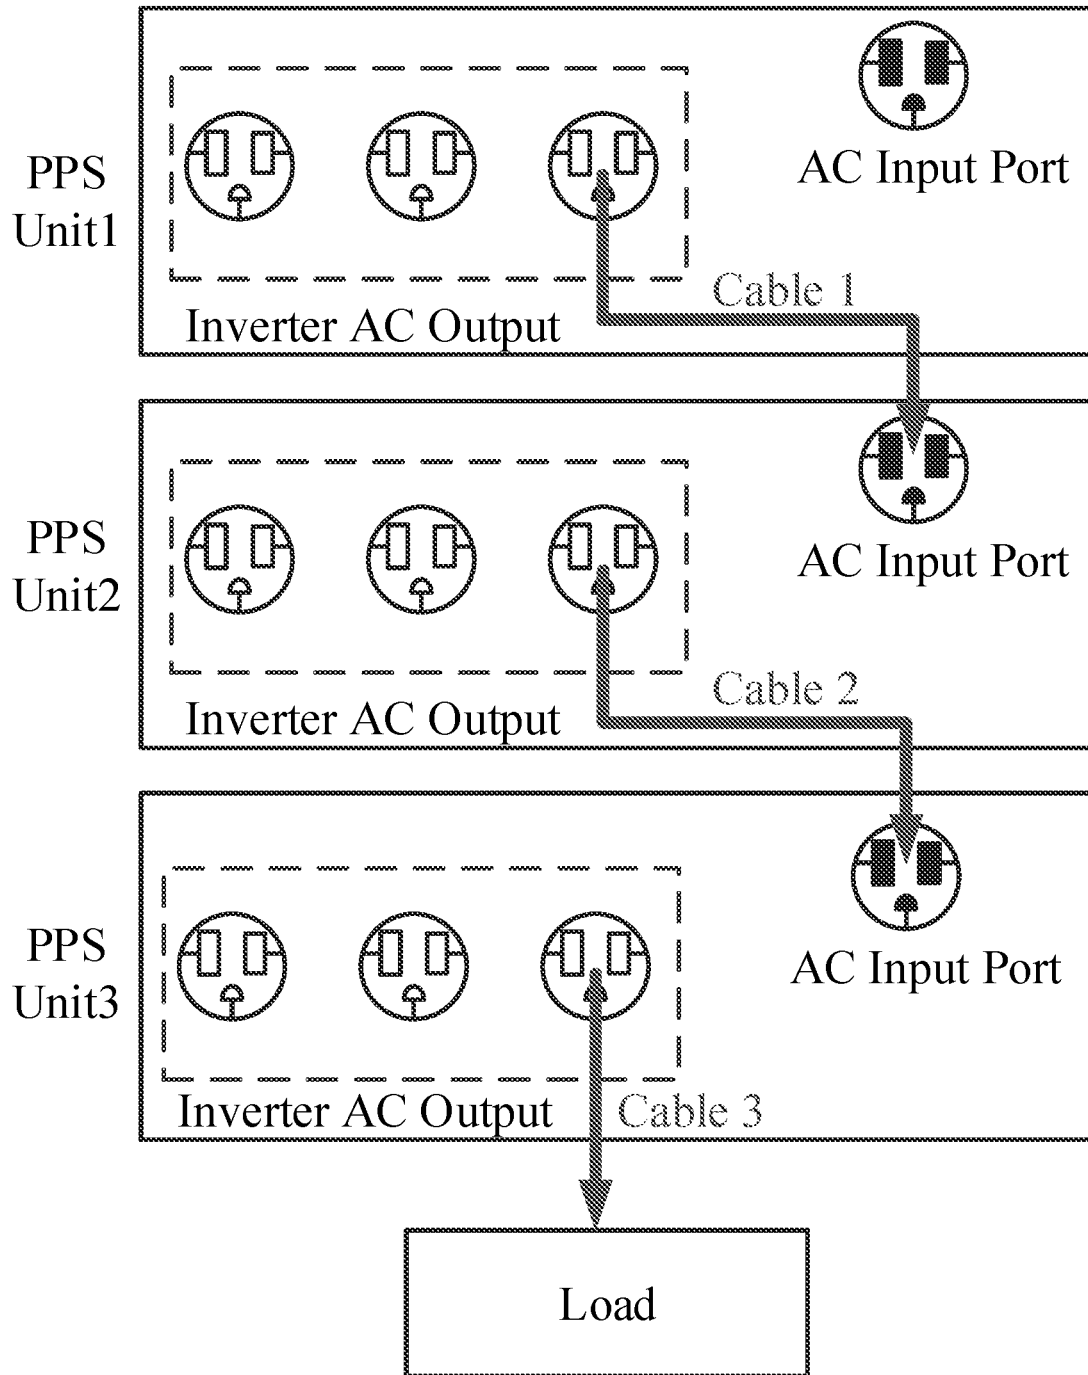 AC Input Port
PPS
Unit1
Cable 1
Inverter AC Output
PPS
Unit2
AC Input Port
Cable 2
Inverter AC Output
PPS
Unit3
AC Input Port
Inverter AC Output
Cable 3
Load